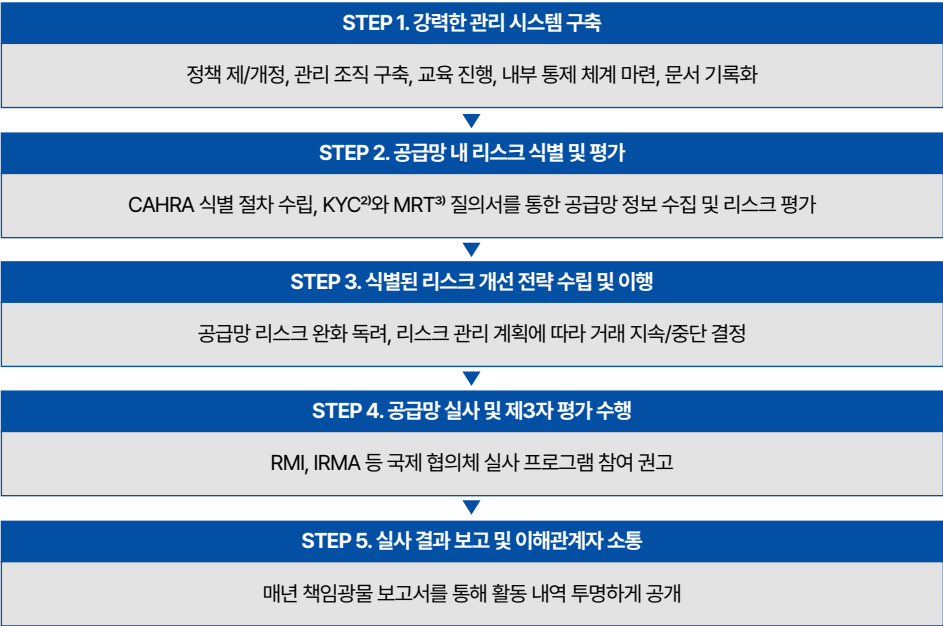 STEP 1. 강력한 관리 시스템 구축
정책 제/개정, 관리 조직 구축, 교육 진행, 내부 통제 체계 마련, 문서 기록화
STEP 2. 공급망 내 리스크 식별 및 평가
CAHRA 식별 절차 수립, KYC²⁾와 MRT³⁾ 질의서를 통한 공급망 정보 수집 및 리스크 평가
STEP 3. 식별된 리스크 개선 전략 수립 및 이행
공급망 리스크 완화 독려, 리스크 관리 계획에 따라 거래 지속/중단 결정
STEP 4. 공급망 실사 및 제3자 평가 수행
RMI, IRMA 등 국제 협의체 실사 프로그램 참여 권고
STEP 5. 실사 결과 보고 및 이해관계자 소통
매년 책임광물 보고서를 통해 활동 내역 투명하게 공개